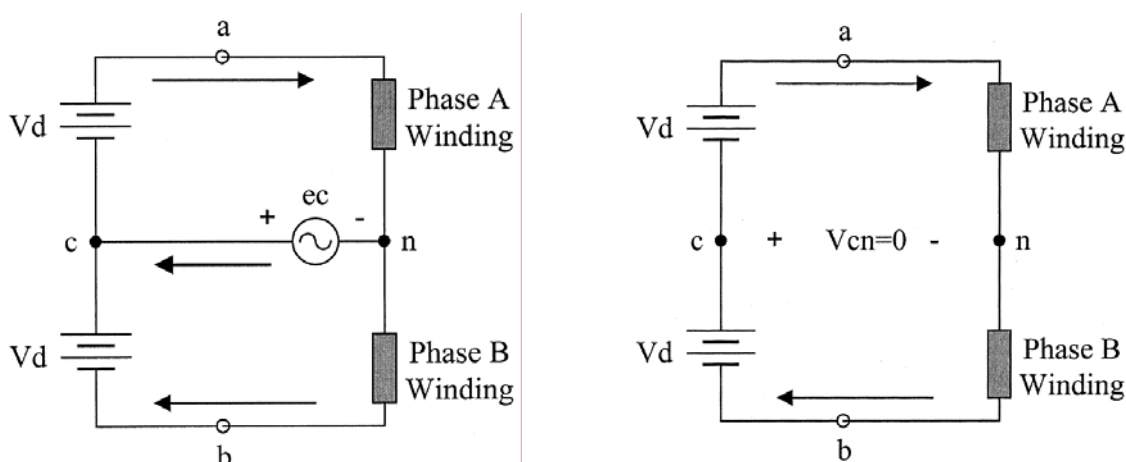 a
Vd
Phase A
Winding
ec
+ -
c
n
Vd
Phase B
Winding
b
a
Vd
Phase A
Winding
c
+ Vcn=0 -
n
Vd
Phase B
Winding
b